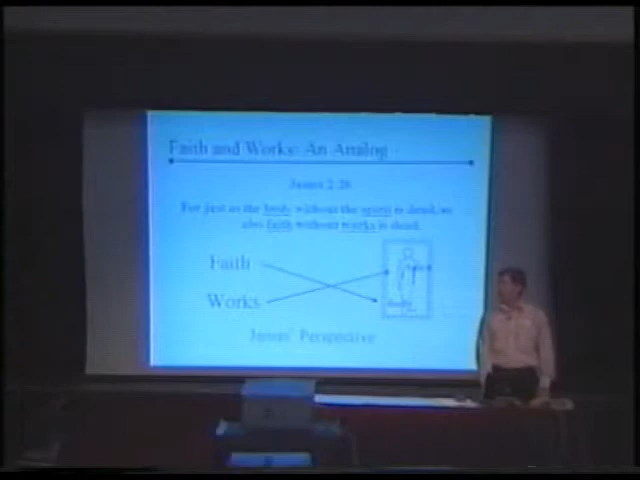 Faith and Works: An Analog
James 2:26
For just as the body without the spirit is dead, so
also faith without works is dead.
Faith
Works
James' Perspective